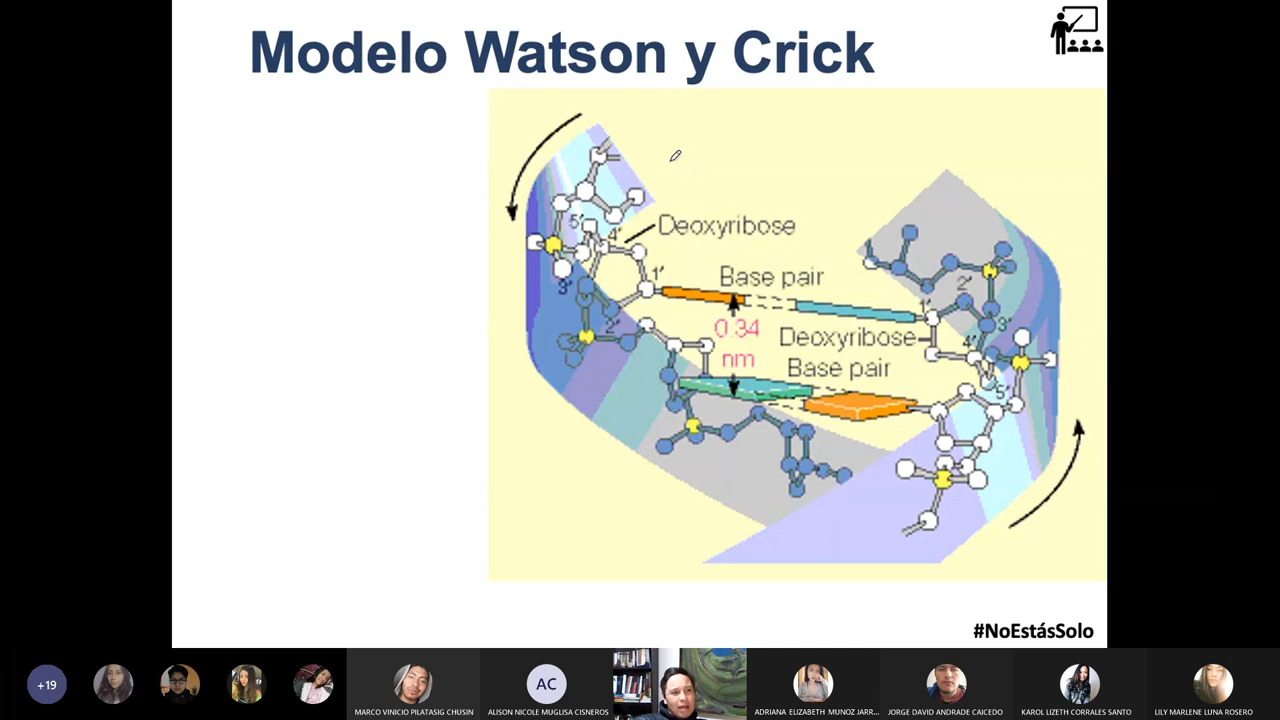 Modelo Watson y Crick
5′
4′
Deoxyribose
1′
Base pair
3′
2′
0.34
nm
2′
1′
3′
Deoxyribose
4′
Base pair
5′
#NoEstásSolo
+19
MARCO VINICIO PILATASIG CHUSIN
AC
ALISON NICOLE MUGLISA CISNEROS
ADRIANA ELIZABETH MUNOZ JARR...
JORGE DAVID ANDRADE CAICEDO
KAROL LIZETH CORRALES SANTO
LILY MARLENE LUNA ROSERO